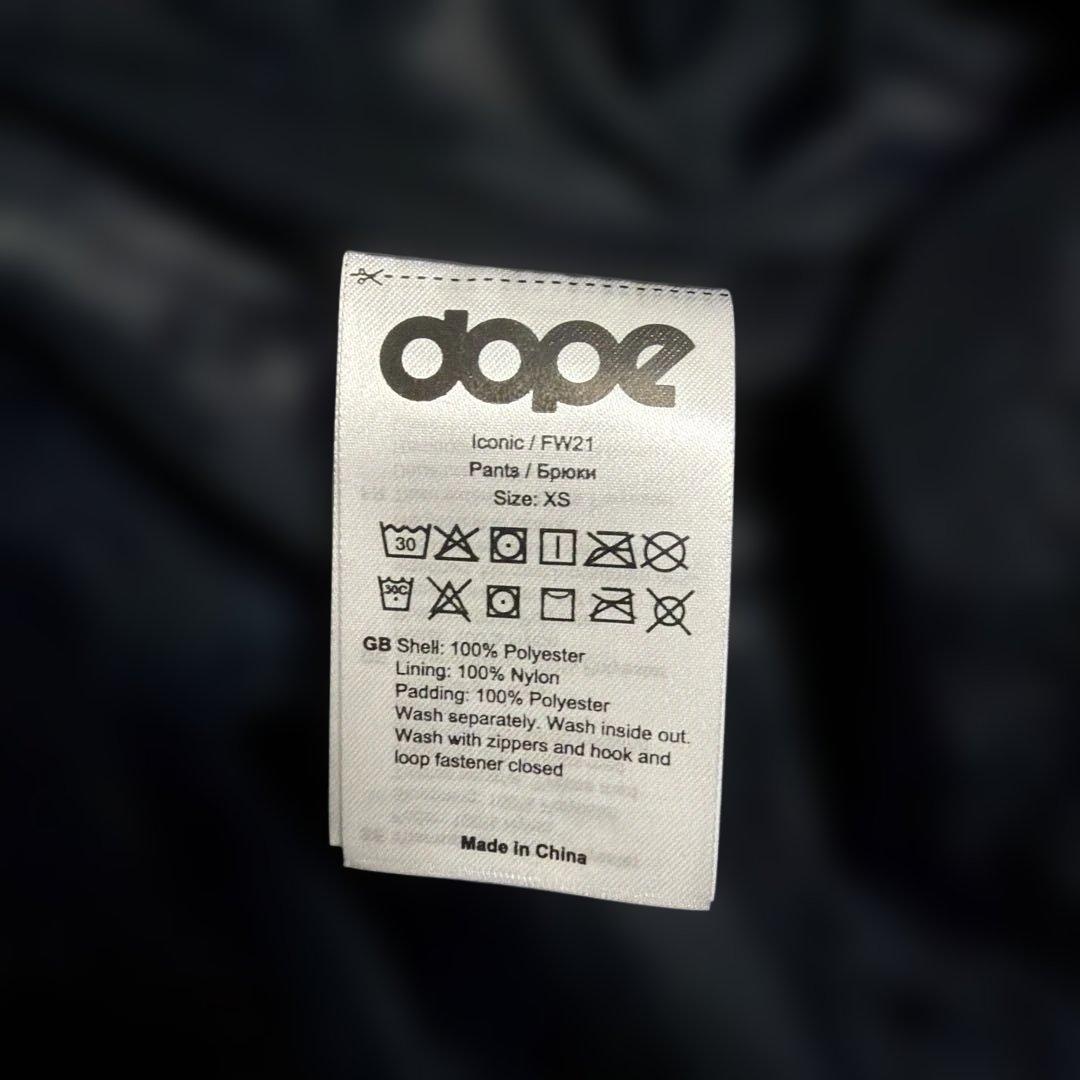 dope
Iconic / FW21
Pants / Брюки
Size: XS
30
30C
GB Shell: 100% Polyester
Lining: 100% Nylon
Padding: 100% Polyester
Wash separately. Wash inside out.
Wash with zippers and hook and
loop fastener closed
Made in China